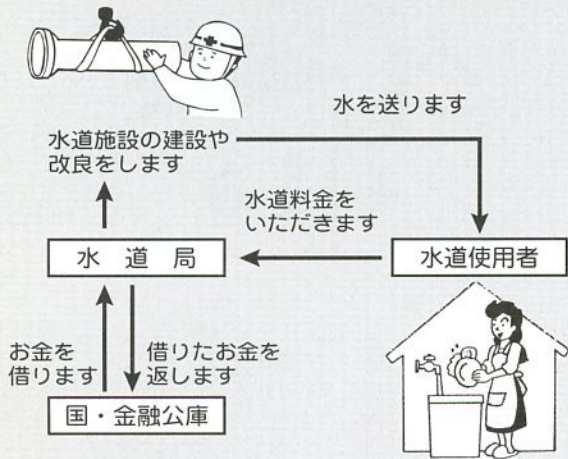 水を送ります
水道施設の建設や
改良をします
水道料金を
いただきます
水道局
水道使用者
お金を
借ります
借りたお金を
返します
国・金融公庫